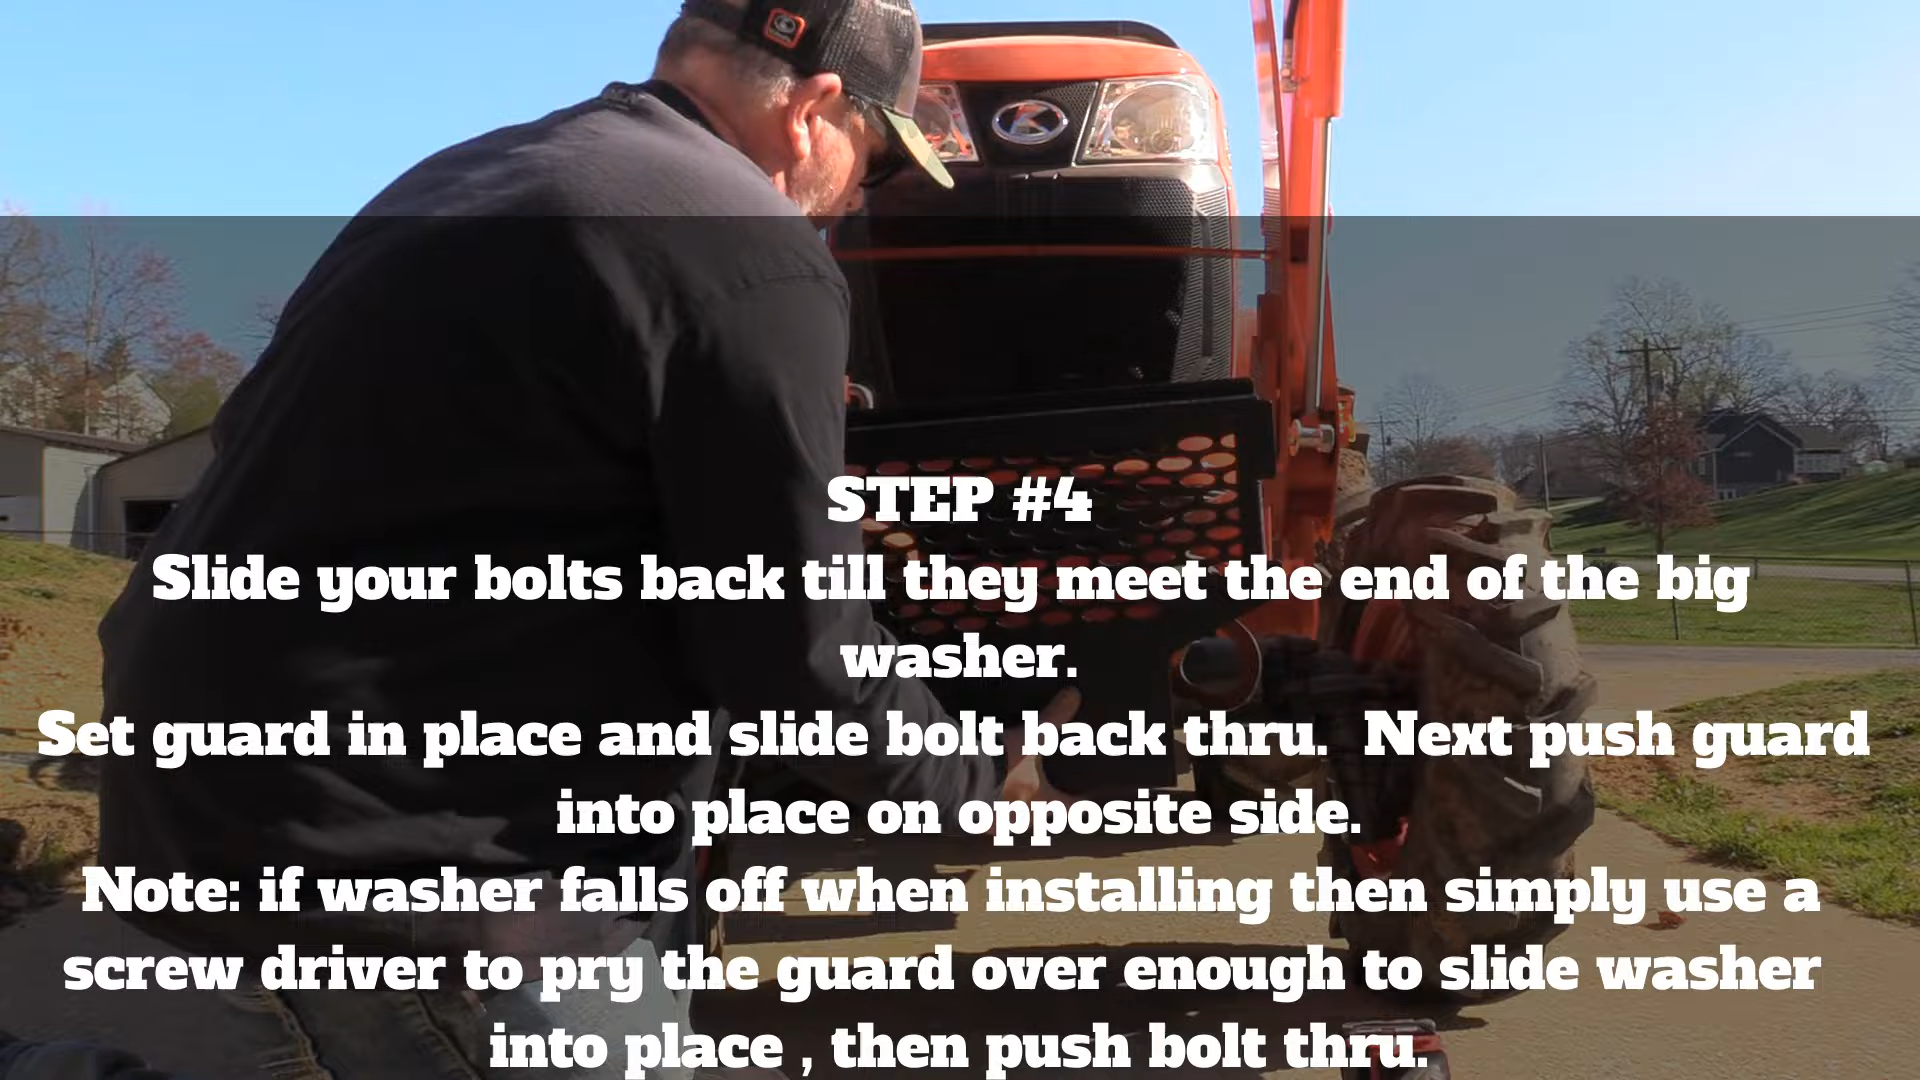 STEP #4
Slide your bolts back till they meet the end of the big
washer.
Set guard in place and slide bolt back thru. Next push guard
into place on opposite side.
Note: if washer falls off when installing then simply use a
screw driver to pry the guard over enough to slide washer
into place , then push bolt thru.